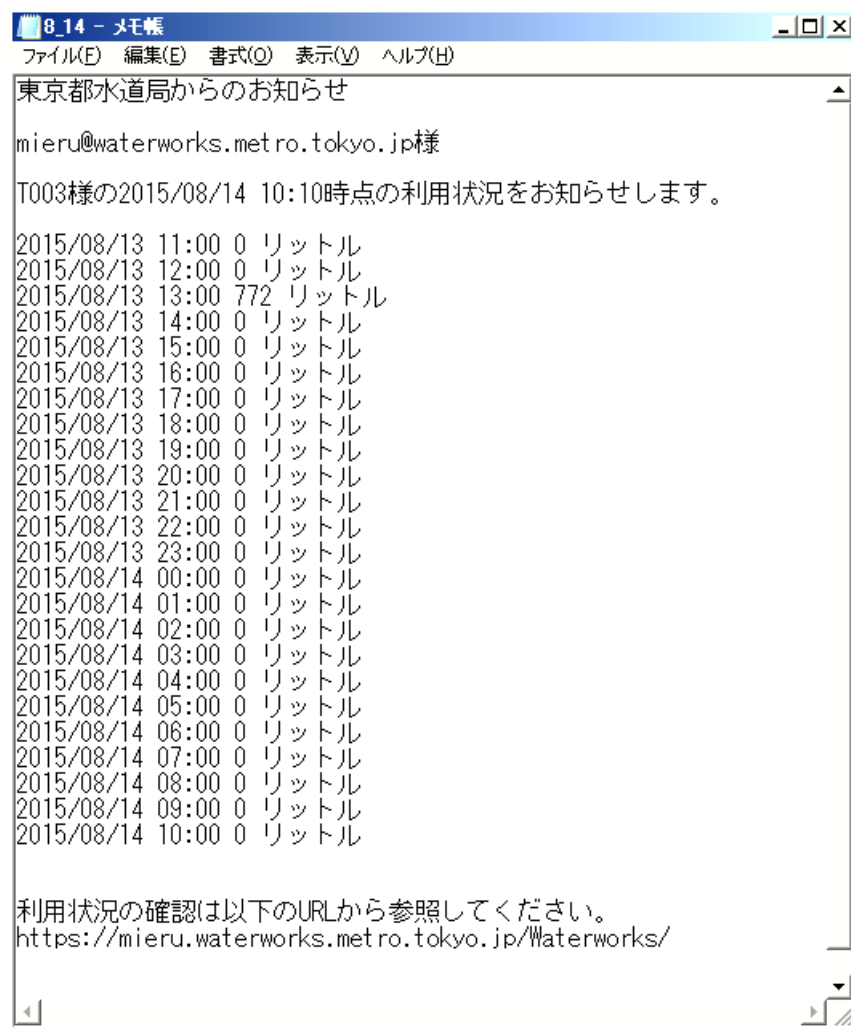 8_14 - メモ帳
ファイル(F) 編集(E) 書式(O) 表示(V) ヘルプ(H)
東京都水道局からのお知らせ
mieru@waterworks.metro.tokyo.jp様
T003様の2015/08/14 10:10時点の利用状況をお知らせします。
2015/08/13 11:00 0 リットル
2015/08/13 12:00 0 リットル
2015/08/13 13:00 772 リットル
2015/08/13 14:00 0 リットル
2015/08/13 15:00 0 リットル
2015/08/13 16:00 0 リットル
2015/08/13 17:00 0 リットル
2015/08/13 18:00 0 リットル
2015/08/13 19:00 0 リットル
2015/08/13 20:00 0 リットル
2015/08/13 21:00 0 リットル
2015/08/13 22:00 0 リットル
2015/08/13 23:00 0 リットル
2015/08/14 00:00 0 リットル
2015/08/14 01:00 0 リットル
2015/08/14 02:00 0 リットル
2015/08/14 03:00 0 リットル
2015/08/14 04:00 0 リットル
2015/08/14 05:00 0 リットル
2015/08/14 06:00 0 リットル
2015/08/14 07:00 0 リットル
2015/08/14 08:00 0 リットル
2015/08/14 09:00 0 リットル
2015/08/14 10:00 0 リットル
利用状況の確認は以下のURLから参照してください。
https://mieru.waterworks.metro.tokyo.jp/Waterworks/